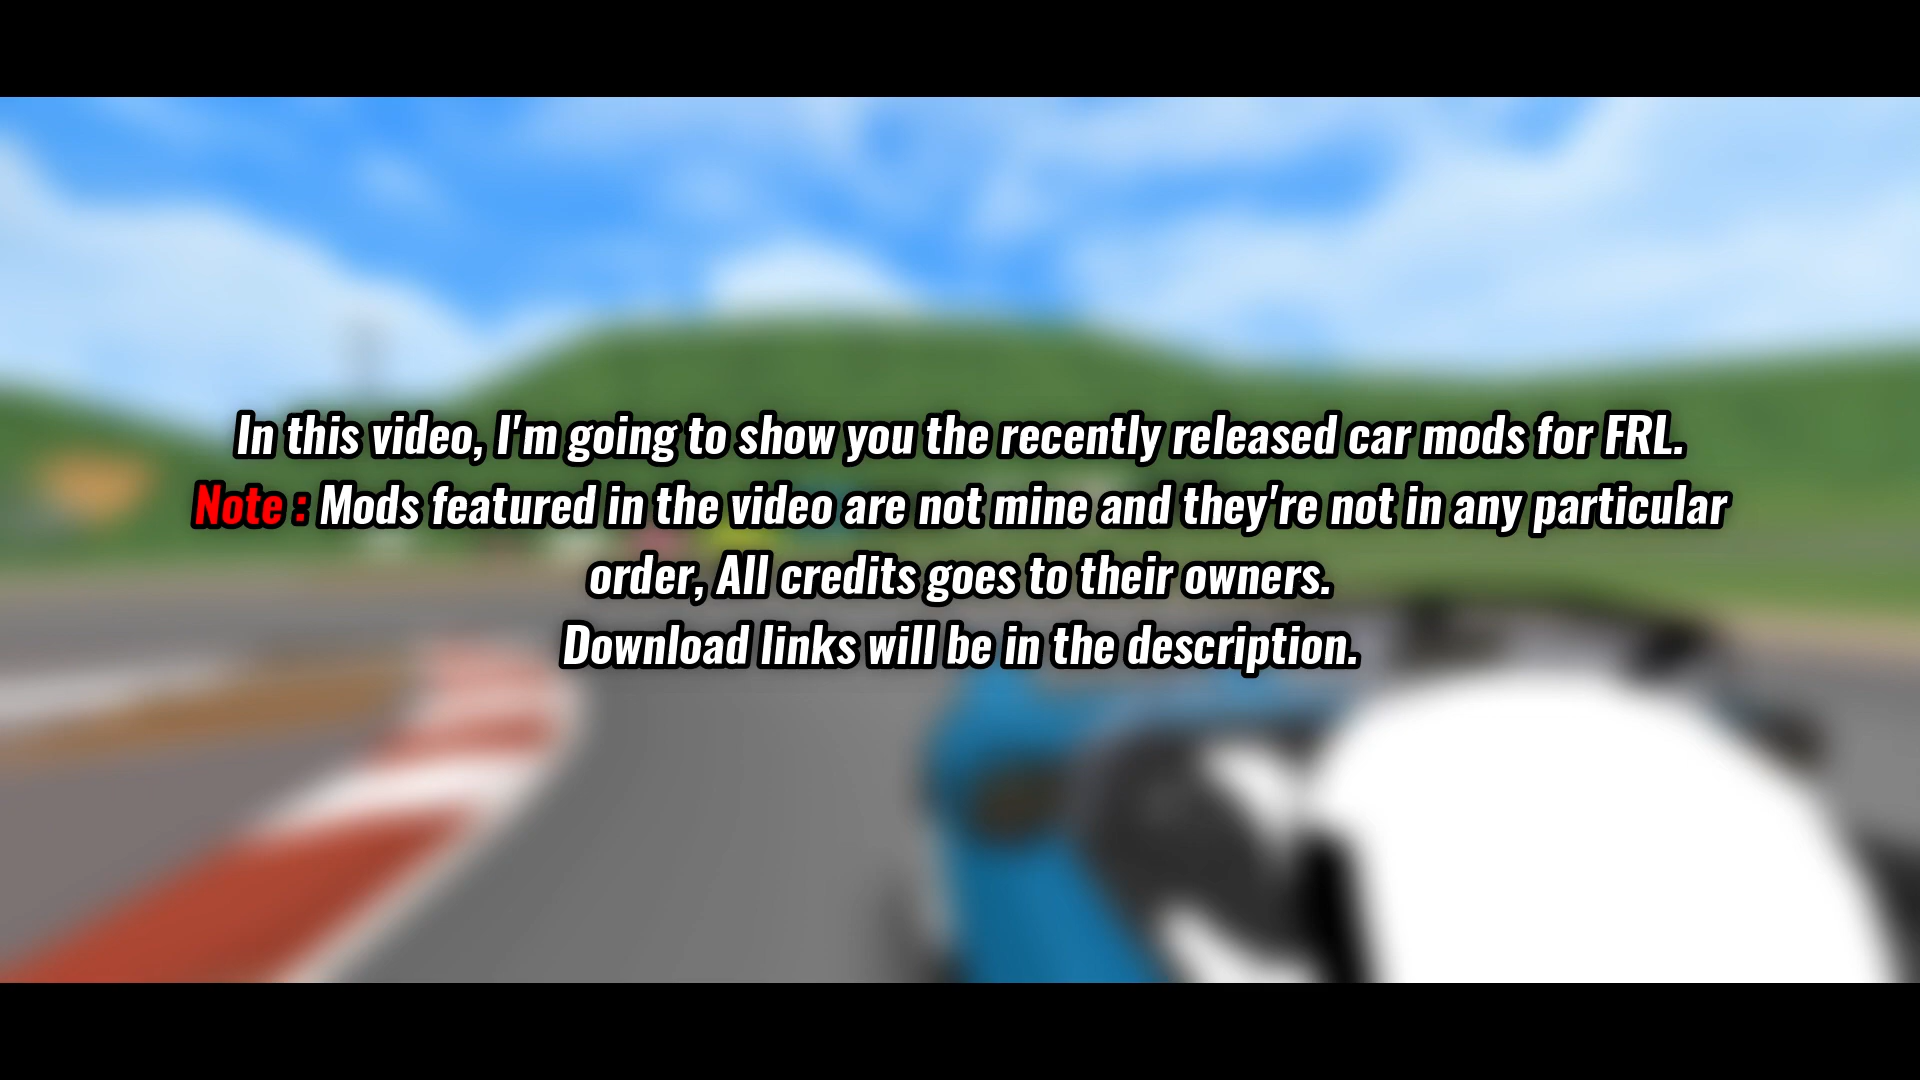 In this video, I'm going to show you the recently released car mods for FRL.
Note : Mods featured in the video are not mine and they're not in any particular
order, All credits goes to their owners.
Download links will be in the description.